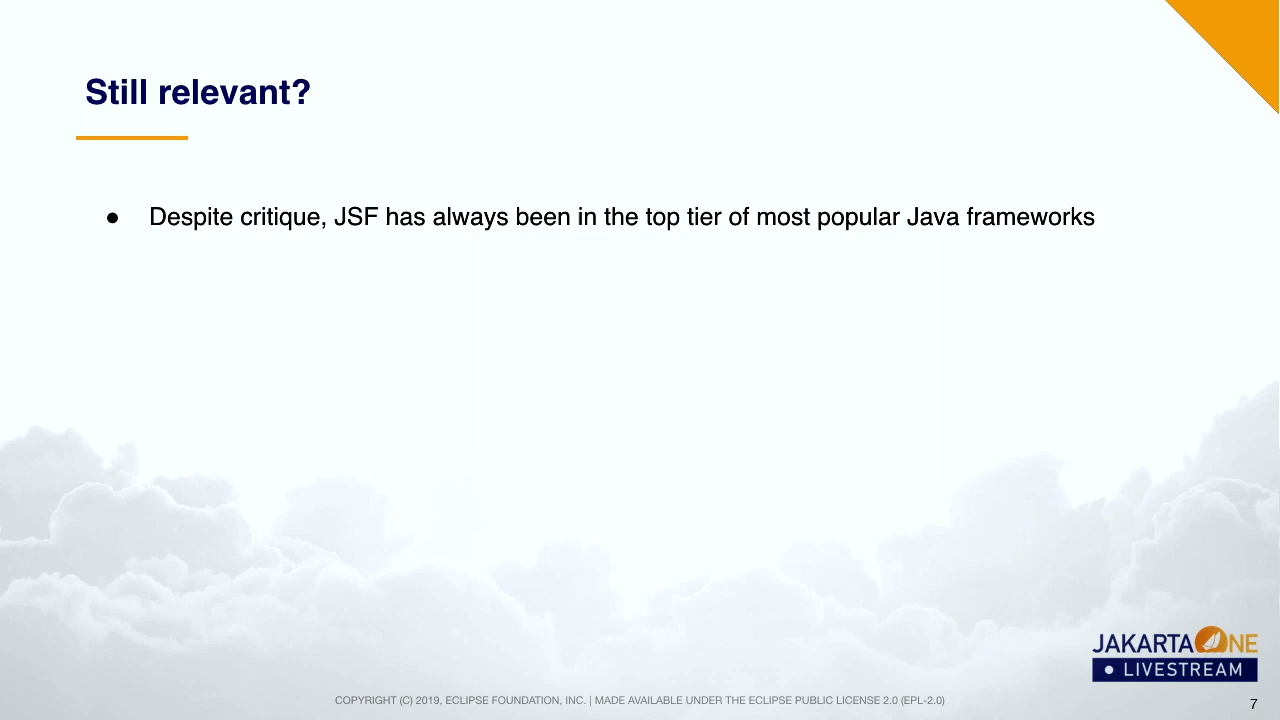 Still relevant?
● Despite critique, JSF has always been in the top tier of most popular Java frameworks
JAKARTA ONE
● LIVESTREAM
COPYRIGHT (C) 2019, ECLIPSE FOUNDATION, INC. | MADE AVAILABLE UNDER THE ECLIPSE PUBLIC LICENSE 2.0 (EPL-2.0)
7